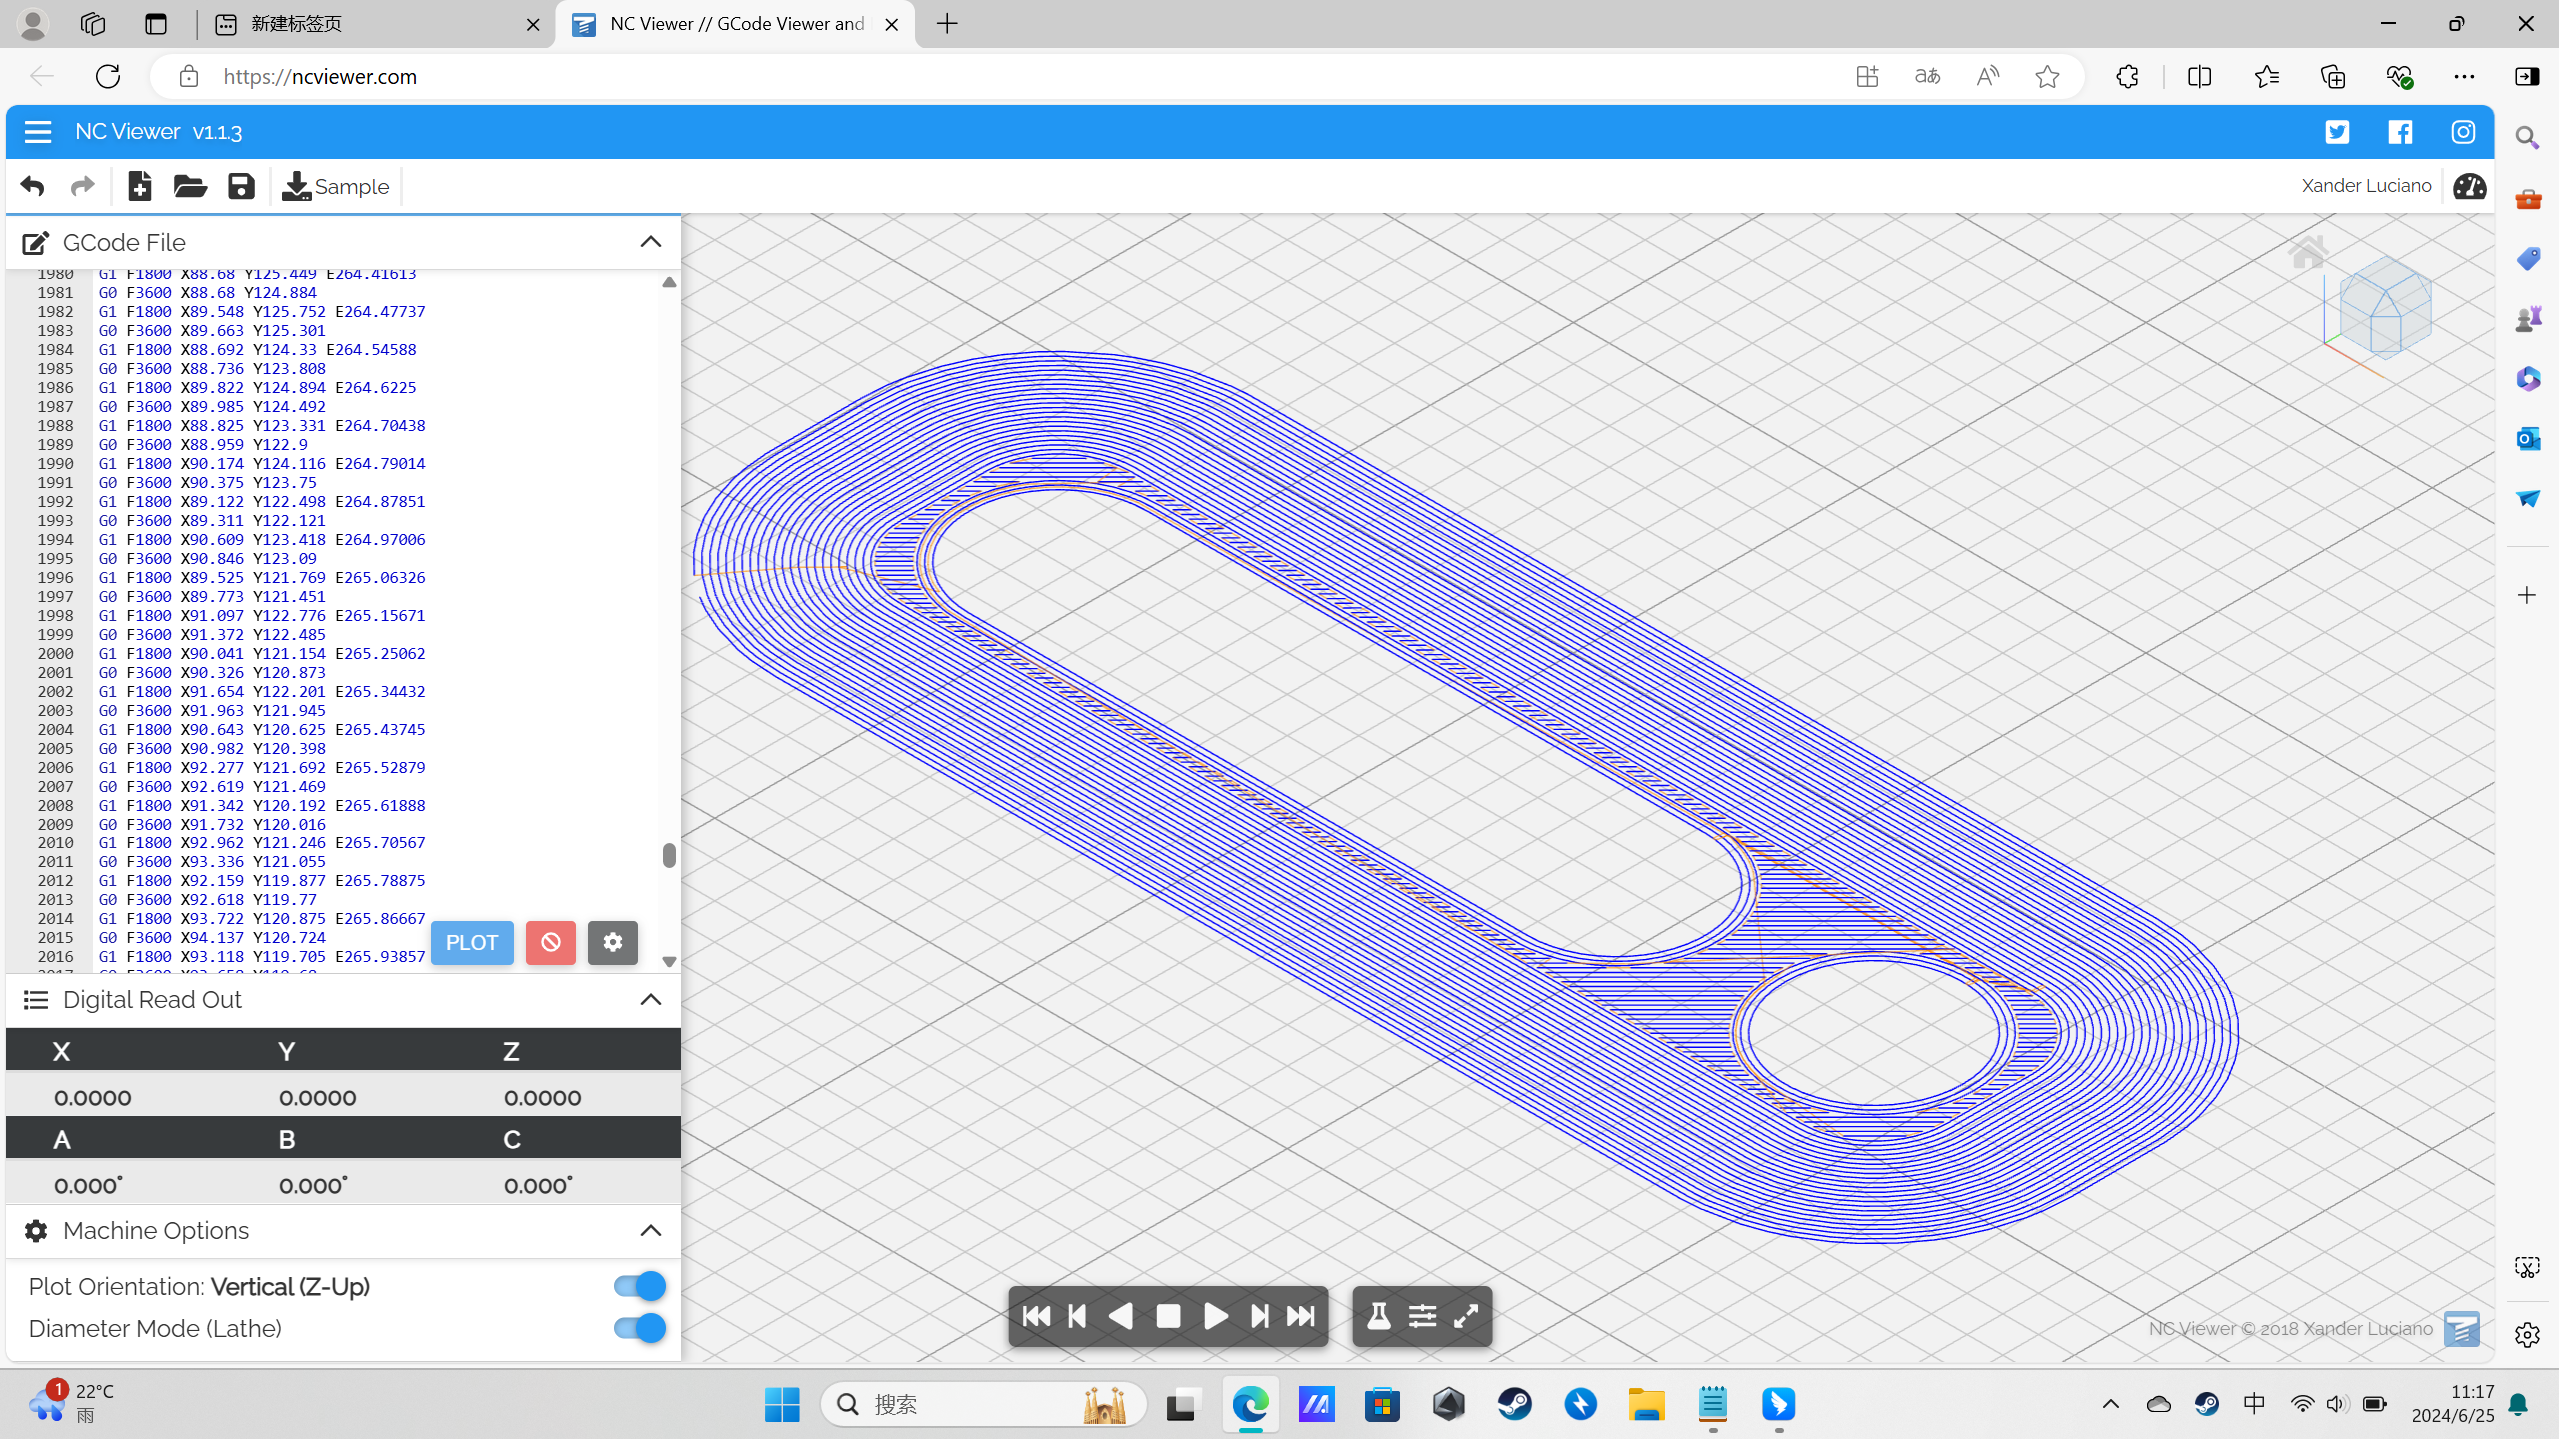 新建标签页
NC Viewer // GCode Viewer and
https://ncviewer.com
NC Viewer v1.1.3
Sample
Xander Luciano
GCode File
1980 G1 F1800 X88.68 Y125.449 E264.41613
1981 G0 F3600 X88.68 Y124.884
1982 G1 F1800 X89.548 Y125.752 E264.47737
1983 G0 F3600 X89.663 Y125.301
1984 G1 F1800 X88.692 Y124.33 E264.54588
1985 G0 F3600 X88.736 Y123.808
1986 G1 F1800 X89.822 Y124.894 E264.6225
1987 G0 F3600 X89.985 Y124.492
1988 G1 F1800 X88.825 Y123.331 E264.70438
1989 G0 F3600 X88.959 Y122.9
1990 G1 F1800 X90.174 Y124.116 E264.79014
1991 G0 F3600 X90.375 Y123.75
1992 G1 F1800 X89.122 Y122.498 E264.87851
1993 G0 F3600 X89.311 Y122.121
1994 G1 F1800 X90.609 Y123.418 E264.97006
1995 G0 F3600 X90.846 Y123.09
1996 G1 F1800 X89.525 Y121.769 E265.06326
1997 G0 F3600 X89.773 Y121.451
1998 G1 F1800 X91.097 Y122.776 E265.15671
1999 G0 F3600 X91.372 Y122.485
2000 G1 F1800 X90.041 Y121.154 E265.25062
2001 G0 F3600 X90.326 Y120.873
2002 G1 F1800 X91.654 Y122.201 E265.34432
2003 G0 F3600 X91.963 Y121.945
2004 G1 F1800 X90.643 Y120.625 E265.43745
2005 G0 F3600 X90.982 Y120.398
2006 G1 F1800 X92.277 Y121.692 E265.52879
2007 G0 F3600 X92.619 Y121.469
2008 G1 F1800 X91.342 Y120.192 E265.61888
2009 G0 F3600 X91.732 Y120.016
2010 G1 F1800 X92.962 Y121.246 E265.70567
2011 G0 F3600 X93.336 Y121.055
2012 G1 F1800 X92.159 Y119.877 E265.78875
2013 G0 F3600 X92.618 Y119.77
2014 G1 F1800 X93.722 Y120.875 E265.86667
2015 G0 F3600 X94.137 Y120.724
2016 G1 F1800 X93.118 Y119.705 E265.93857
PLOT
Digital Read Out
X Y Z
0.0000 0.0000 0.0000
A B C
0.000° 0.000° 0.000°
Machine Options
Plot Orientation: Vertical (Z-Up)
Diameter Mode (Lathe)
NC Viewer © 2018 Xander Luciano
1
22°C
雨
搜索
中
11:17
2024/6/25